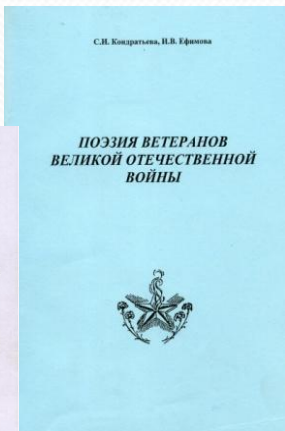 С.И. Кондратьева, И.В. Ефимова
ПОЭЗИЯ ВЕТЕРАНОВ
ВЕЛИКОЙ ОТЕЧЕСТВЕННОЙ
ВОЙНЫ